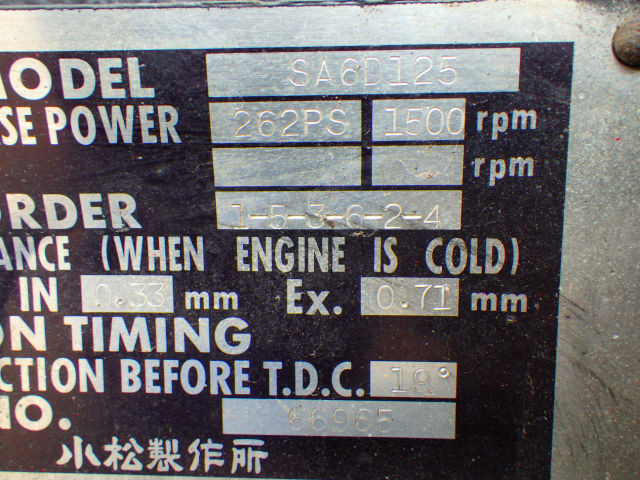 MODEL SA6D125
SE POWER 262PS 1500 rpm
rpm
ORDER 1-5-3-6-2-4
ANCE (WHEN ENGINE IS COLD)
IN 0.33 mm Ex. 0.71 mm
ON TIMING
CTION BEFORE T.D.C.
NO. 66965
小松製作所